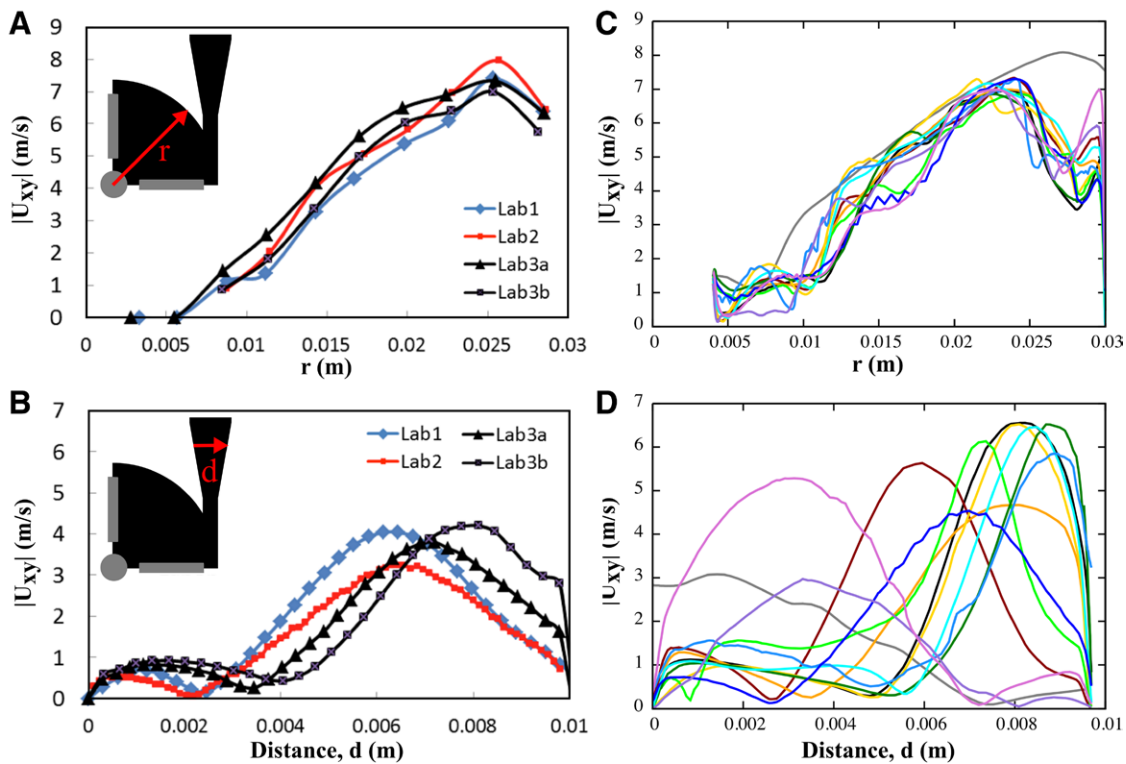 A
9
8
7
6
5
4
3
2
1
0
|Uxy| (m/s)
r
Lab1
Lab2
Lab3a
Lab3b
0
0.005
0.01
0.015
0.02
0.025
0.03
r (m)
C
9
8
7
6
5
4
3
2
1
0
|Uxy| (m/s)
0
0.005
0.01
0.015
0.02
0.025
0.03
r (m)
B
7
6
5
4
3
2
1
0
|Uxy| (m/s)
d
Lab1
Lab3a
Lab2
Lab3b
0
0.002
0.004
0.006
0.008
0.01
Distance, d (m)
D
7
6
5
4
3
2
1
0
|Uxy| (m/s)
0
0.002
0.004
0.006
0.008
0.01
Distance, d (m)